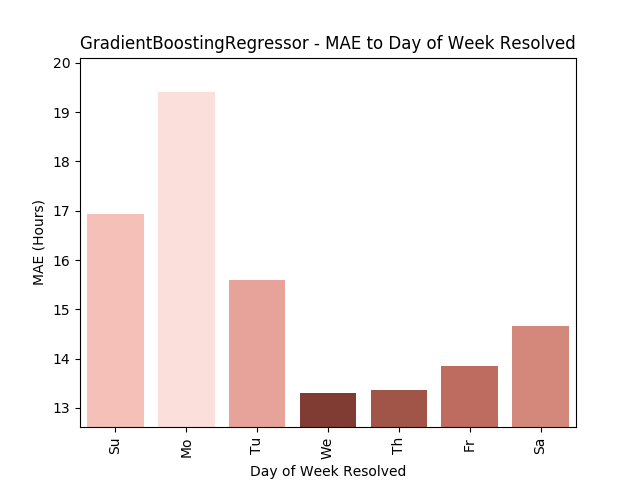 GradientBoostingRegressor - MAE to Day of Week Resolved
20
19
18
17
16
15
14
13
MAE (Hours)
Su
Mo
Tu
We
Th
Fr
Sa
Day of Week Resolved